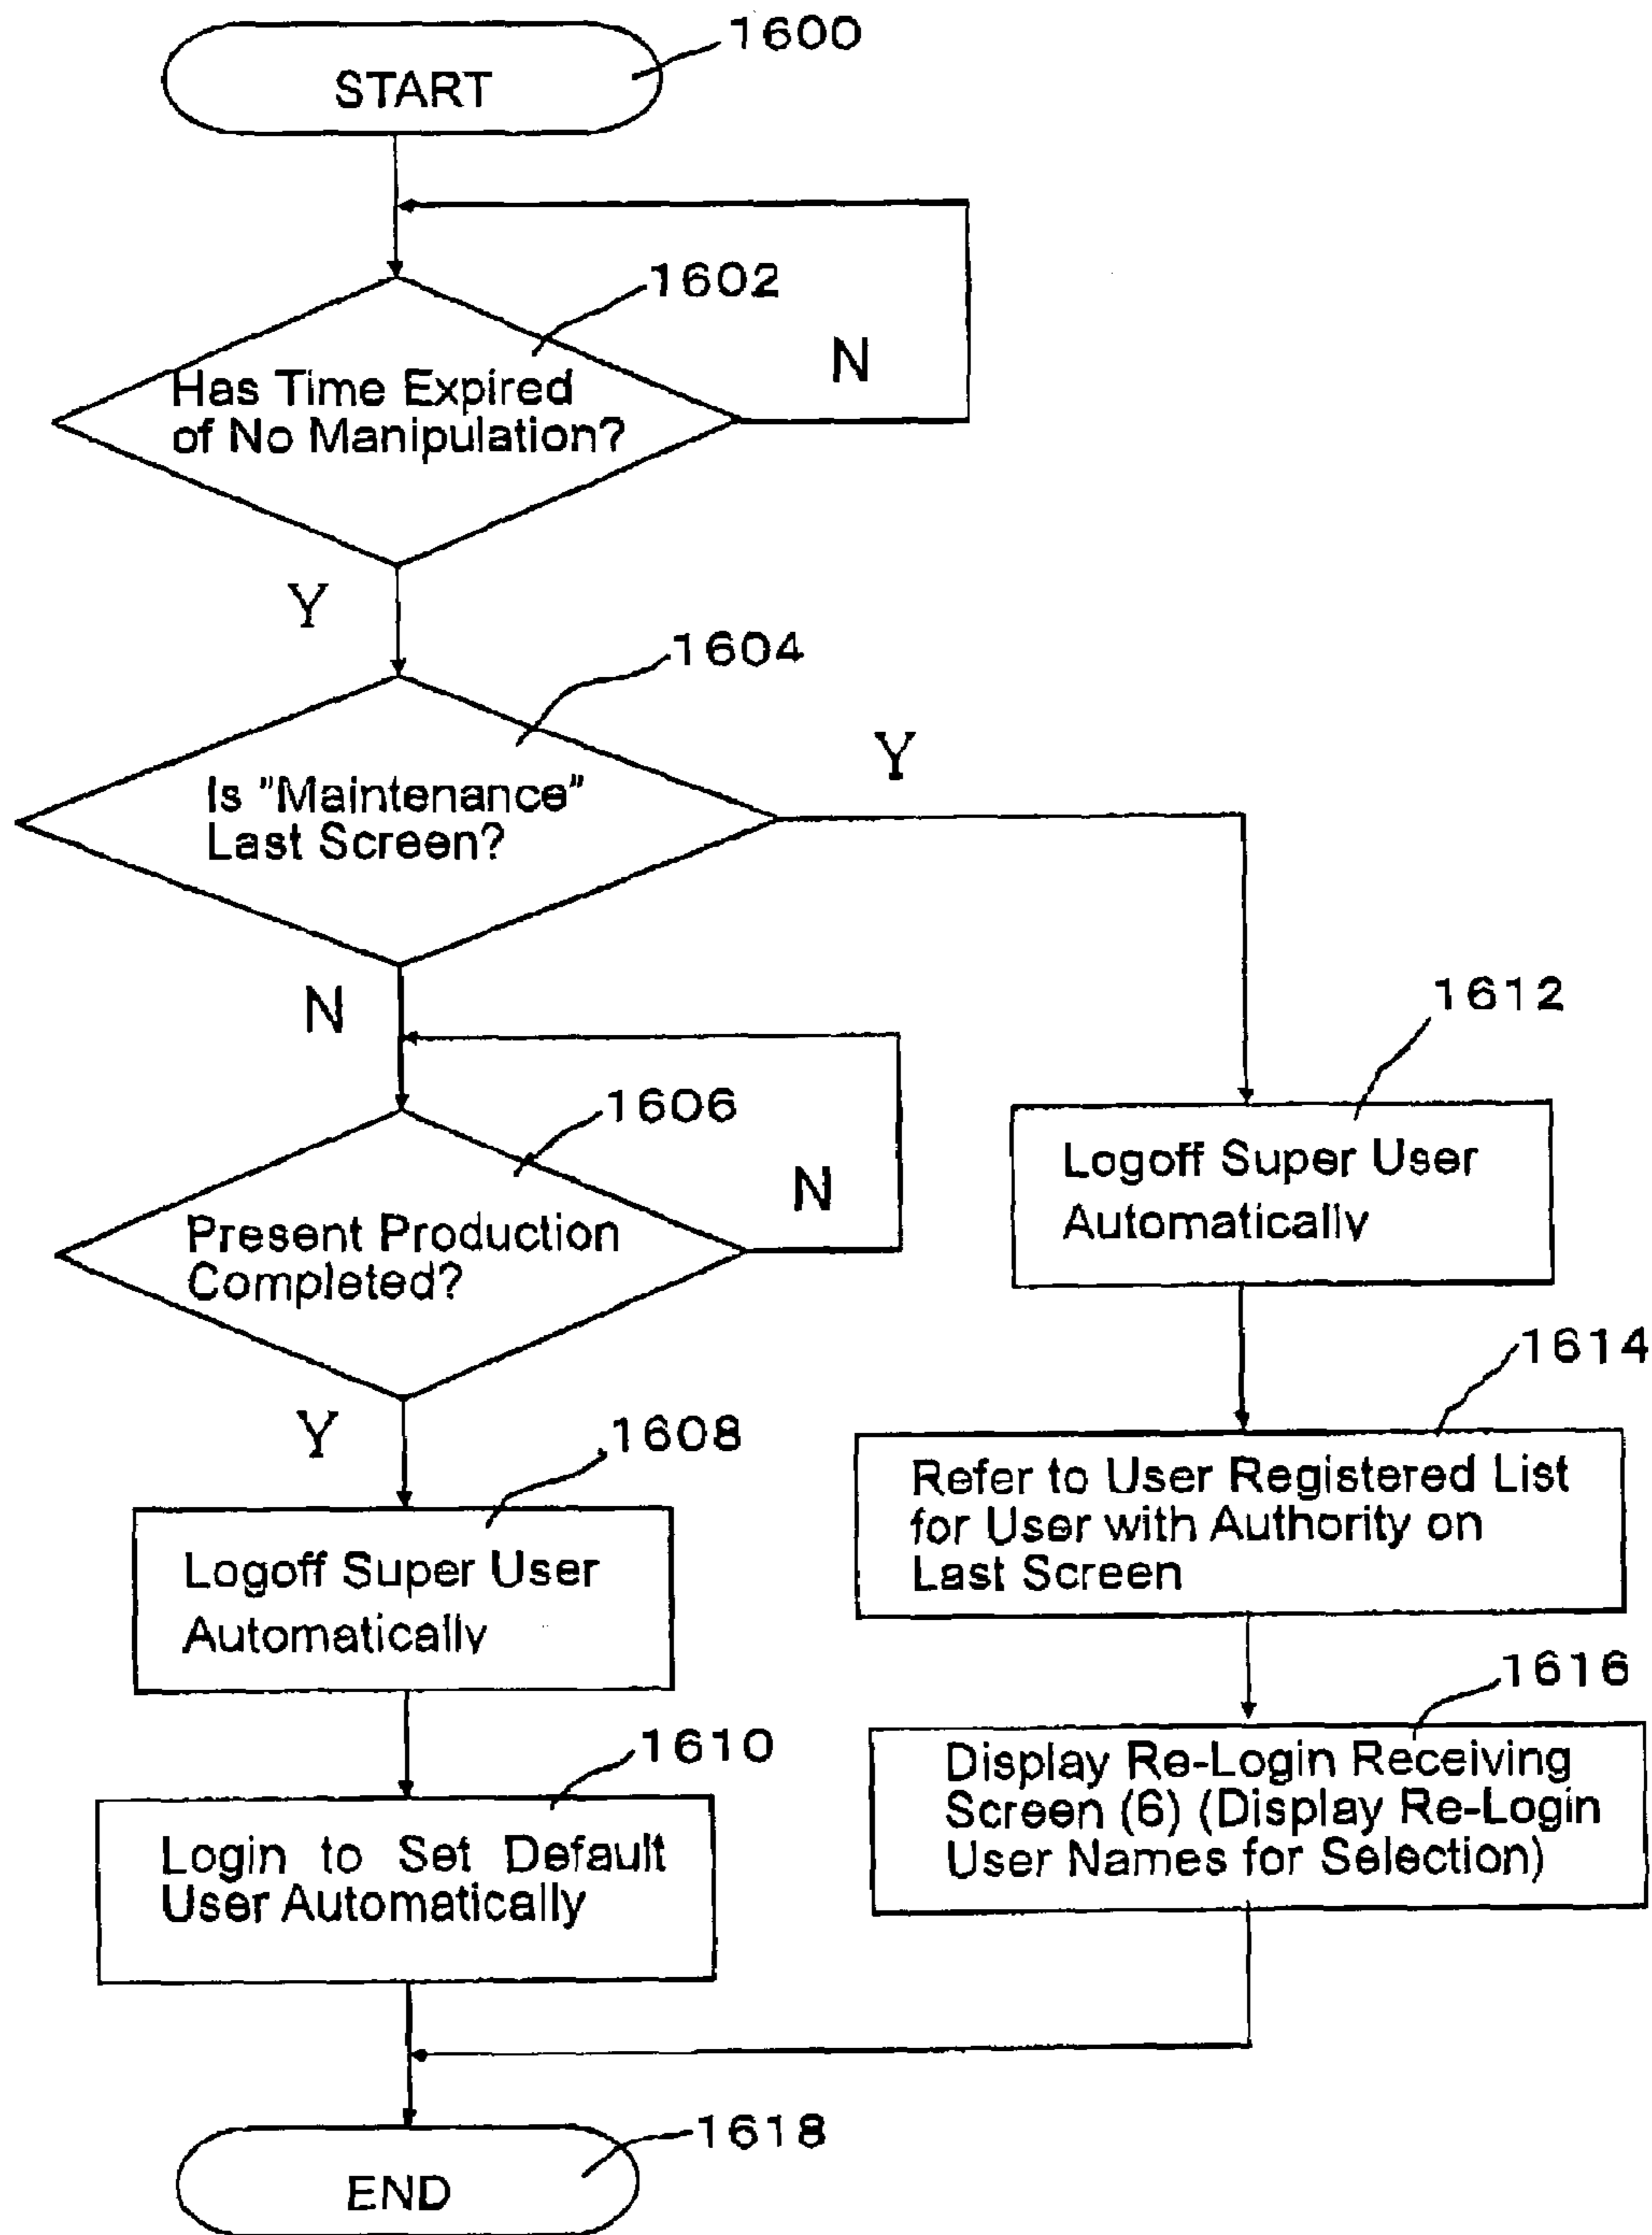 1600
START
1602
N
Has Time Expired
of No Manipulation?
Y
1604
Y
Is "Maintenance"
Last Screen?
N
1612
1606
Logoff Super User
Automatically
N
Present Production
Completed?
1614
Y
1608
Refer to User Registered List
for User with Authority on
Last Screen
Logoff Super User
Automatically
1616
1610
Display Re-Login Receiving
Screen (6) (Display Re-Login
User Names for Selection)
Login to Set Default
User Automatically
1618
END